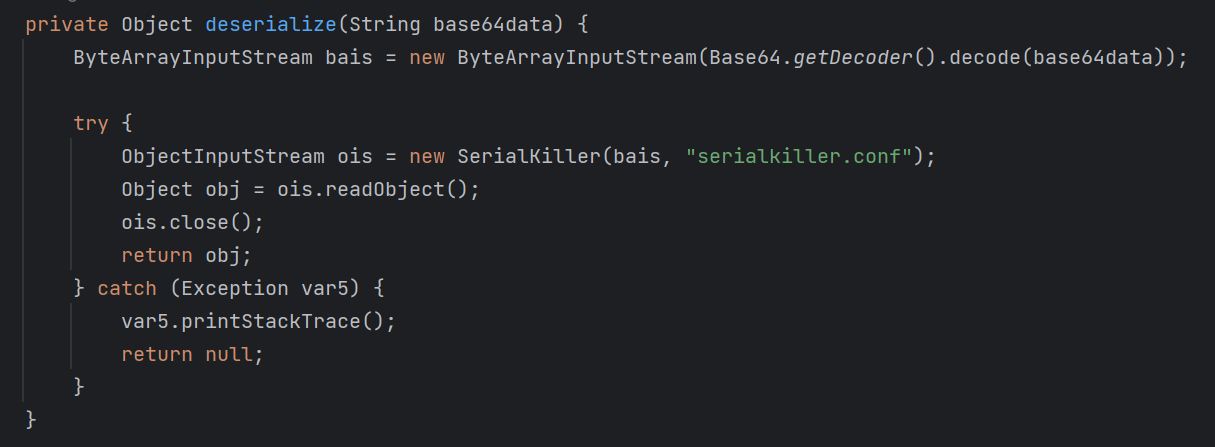 private Object deserialize(String base64data) {
    ByteArrayInputStream bais = new ByteArrayInputStream(Base64.getDecoder().decode(base64data));

    try {
        ObjectInputStream ois = new SerialKiller(bais, "serialkiller.conf");
        Object obj = ois.readObject();
        ois.close();
        return obj;
    } catch (Exception var5) {
        var5.printStackTrace();
        return null;
    }
}